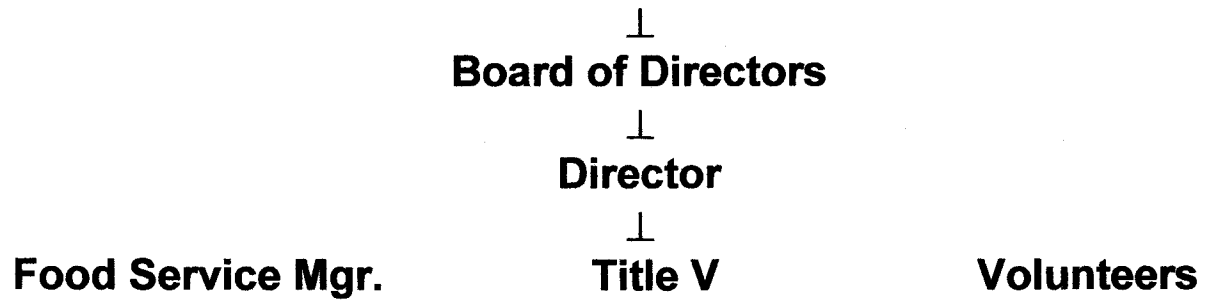 ⊥
Board of Directors
⊥
Director
⊥
Food Service Mgr. Title V Volunteers